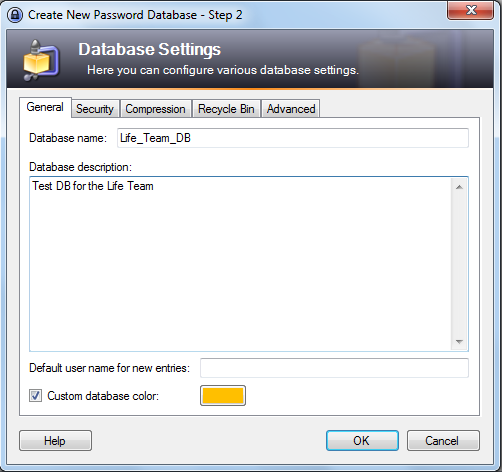 Create New Password Database - Step 2
Database Settings
Here you can configure various database settings.
General Security Compression Recycle Bin Advanced
Database name: Life_Team_DB
Database description:
Test DB for the Life Team
Default user name for new entries:
Custom database color:
Help OK Cancel